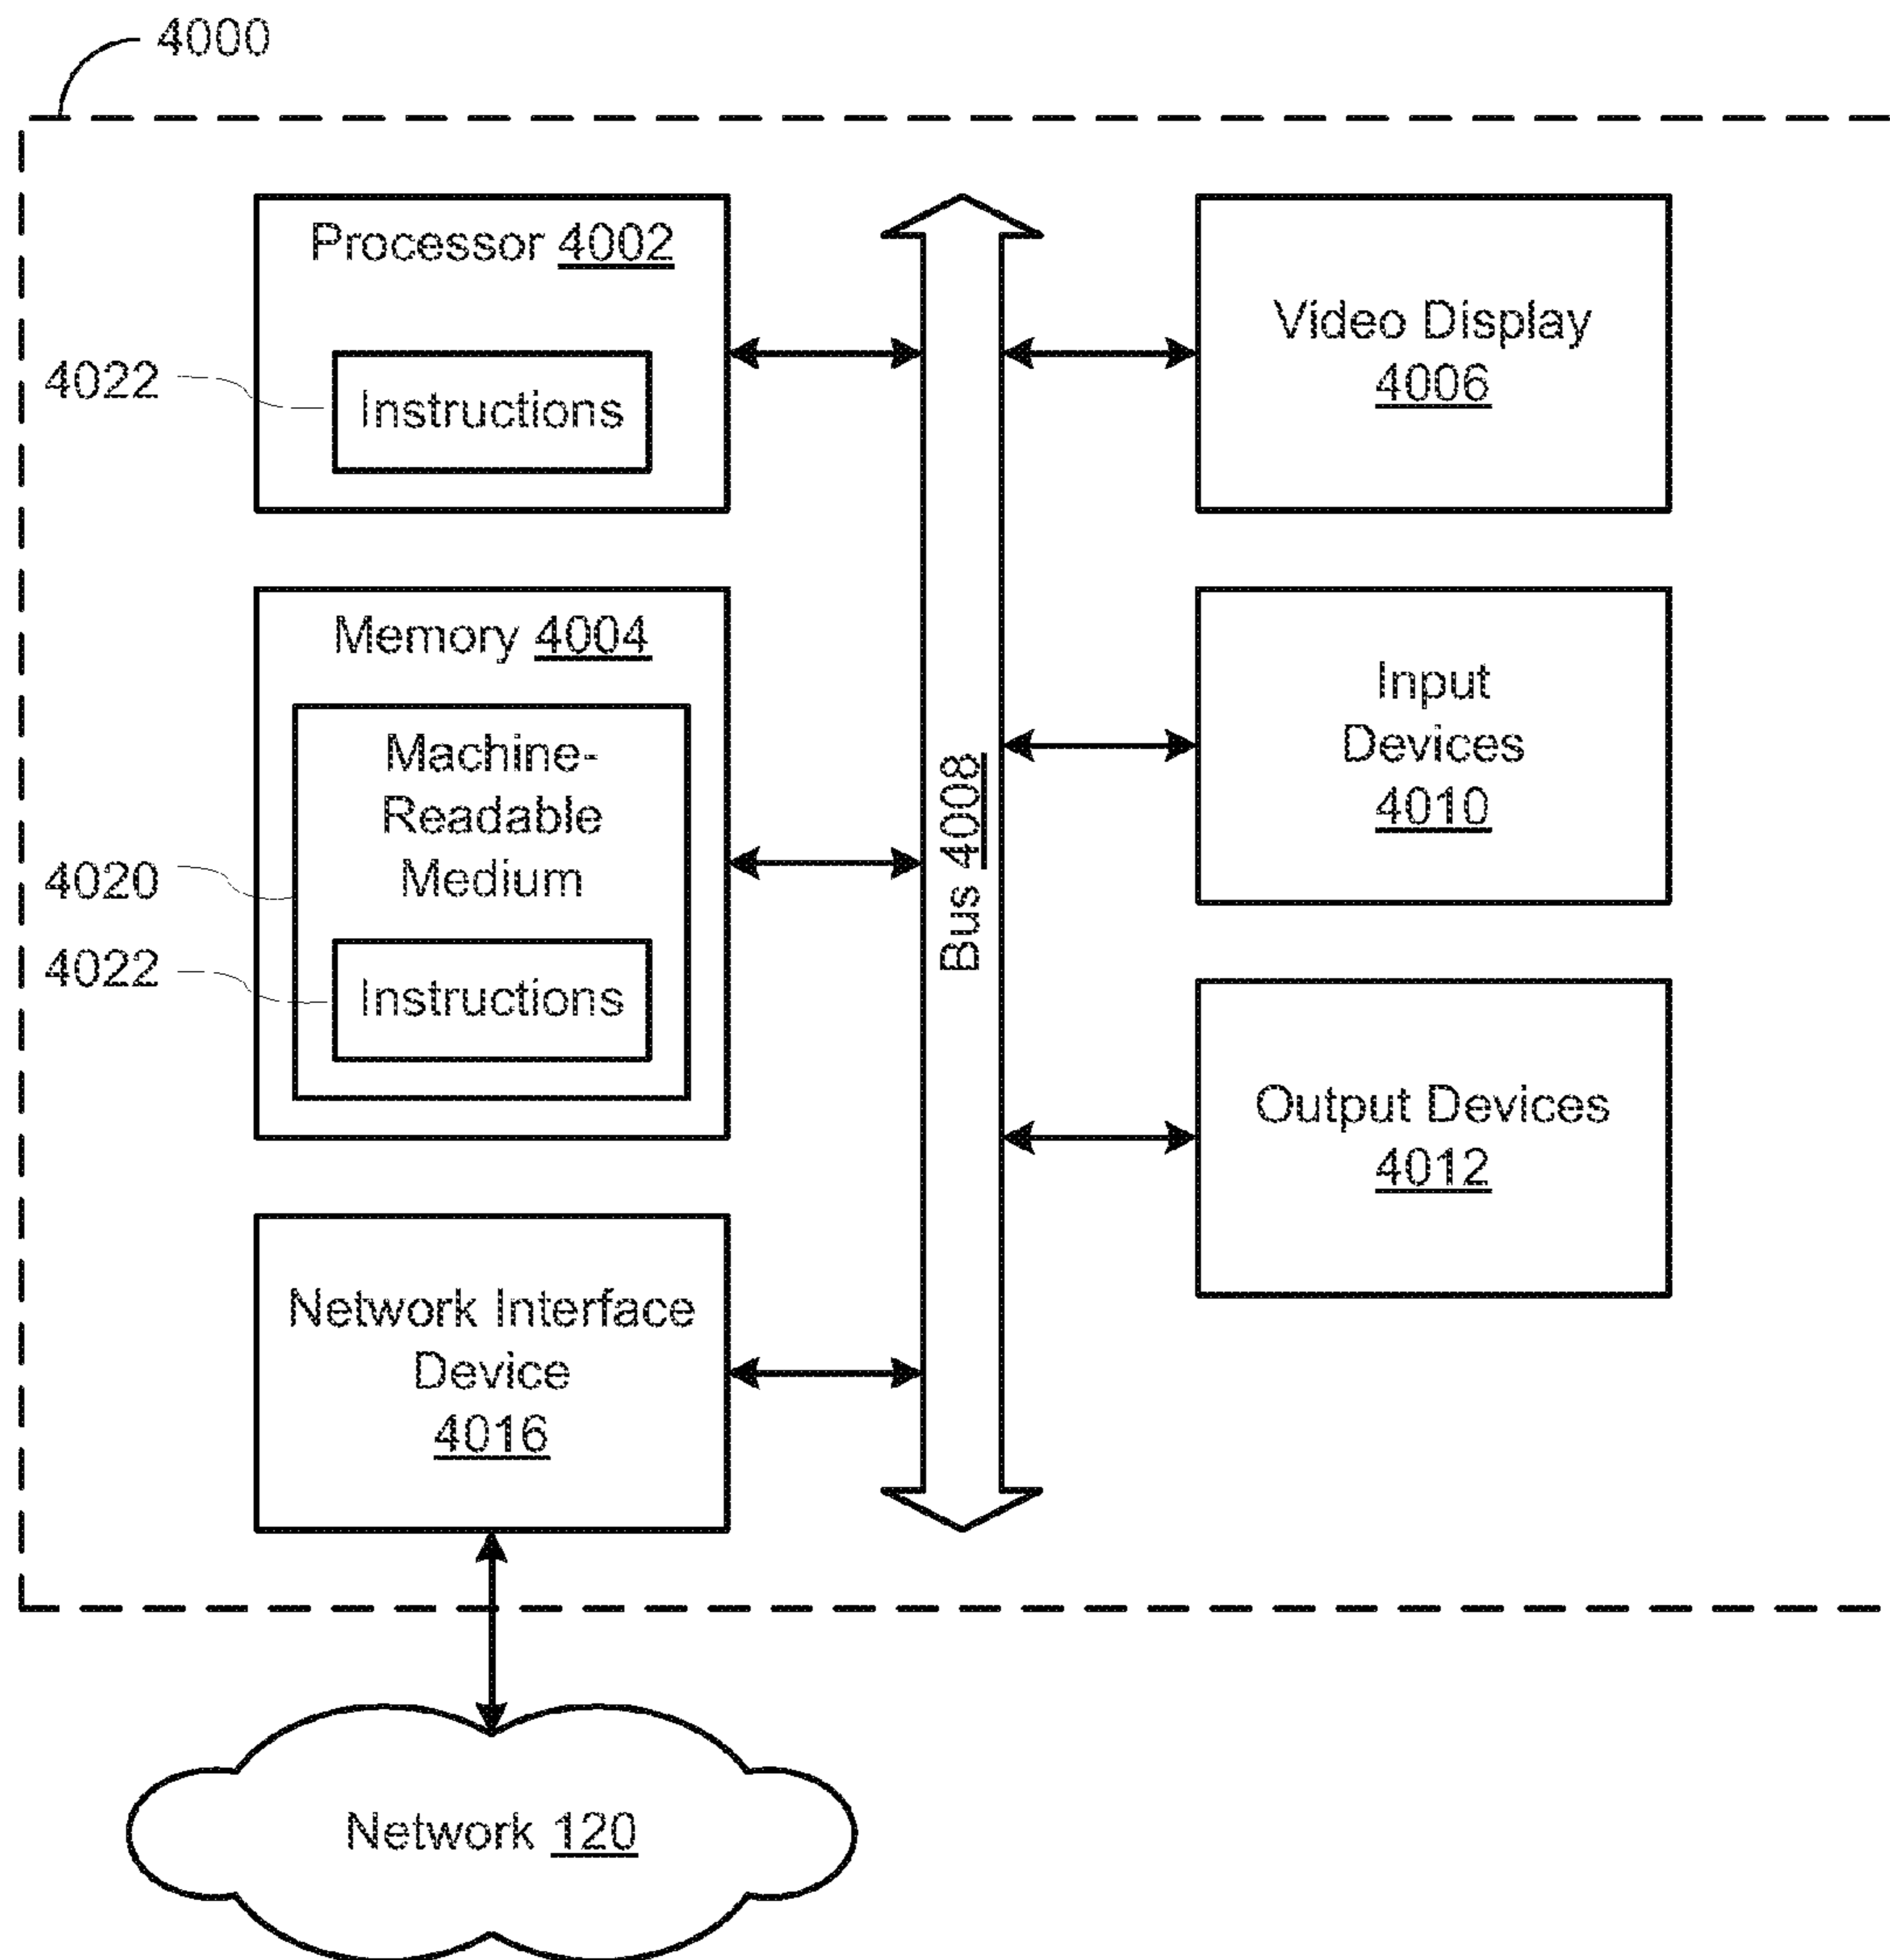 4000
Processor 4002
4022
Instructions
Memory 4004
Machine-
Readable
Medium
4020
4022
Instructions
Network Interface
Device
4016
Bus 4008
Video Display
4006
Input
Devices
4010
Output Devices
4012
Network 120